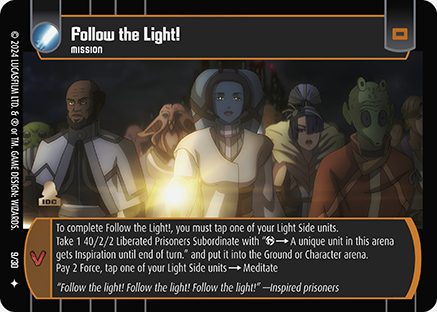 Follow the Light!
MISSION
© 2024 LUCASFILM LTD. & ® or TM. GAME DESIGN: WIZARDS.
9/30
IDC
V
To complete Follow the Light!, you must tap one of your Light Side units.
Take 1 40/2/2 Liberated Prisoners Subordinate with "→ A unique unit in this arena
gets Inspiration until end of turn." and put it into the Ground or Character arena.
Pay 2 Force, tap one of your Light Side units → Meditate
"Follow the light! Follow the light! Follow the light!" —Inspired prisoners